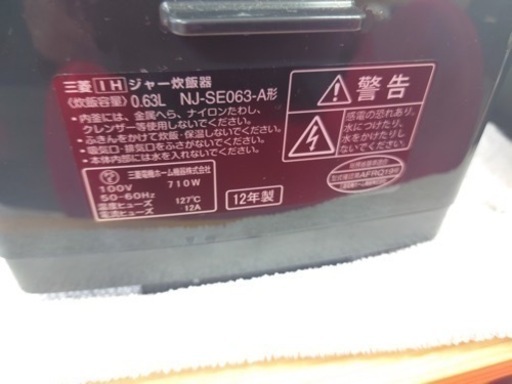 三菱 IH ジャー炊飯器
〈炊飯容量〉0.63L NJ-SE063-A形
・内釜には、金属へら、ナイロンたわし、
クレンザー等使用しないでください。
・ふきんをかけて炊飯・保温しないでください。
・蒸気口をふさがないでください。
・本体内部には水を入れないでください。
三菱電機ホーム機器株式会社
100V 710W
50-60Hz
温度ヒューズ 127℃
電流ヒューズ 12A
12年製
警告
感電の恐れあり。
水につけたり、
水をかけたりし
ないでください。